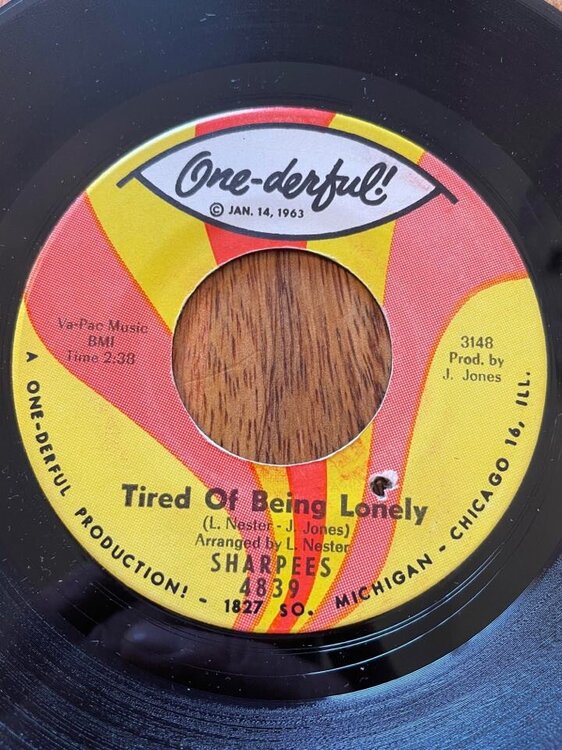 One-derful!
© JAN. 14, 1963
Va-Pac Music
BMI
Time 2:38
3148
Prod. by
J. Jones
Tired Of Being Lonely
(L. Nester - J. Jones)
Arranged by L. Nester
SHARPEES
4839
A ONE-DERFUL PRODUCTION! - 1827 SO. MICHIGAN - CHICAGO 16, ILL.